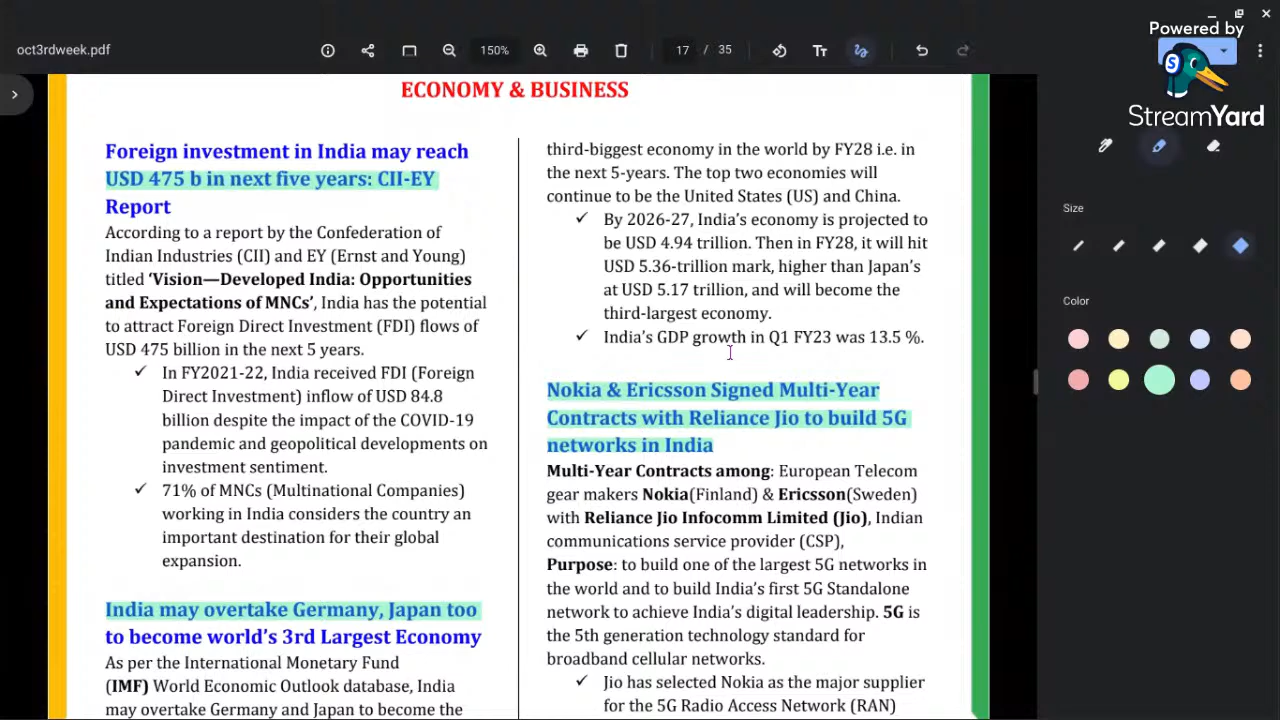 oct3rdweek.pdf
150%
17 / 35
Powered by
StreamYard
ECONOMY & BUSINESS
Foreign investment in India may reach
USD 475 b in next five years: CII-EY
Report
According to a report by the Confederation of
Indian Industries (CII) and EY (Ernst and Young)
titled ‘Vision—Developed India: Opportunities
and Expectations of MNCs’, India has the potential
to attract Foreign Direct Investment (FDI) flows of
USD 475 billion in the next 5 years.
✓ In FY2021-22, India received FDI (Foreign
Direct Investment) inflow of USD 84.8
billion despite the impact of the COVID-19
pandemic and geopolitical developments on
investment sentiment.
✓ 71% of MNCs (Multinational Companies)
working in India considers the country an
important destination for their global
expansion.
India may overtake Germany, Japan too
to become world’s 3rd Largest Economy
As per the International Monetary Fund
(IMF) World Economic Outlook database, India
may overtake Germany and Japan to become the
third-biggest economy in the world by FY28 i.e. in
the next 5-years. The top two economies will
continue to be the United States (US) and China.
✓ By 2026-27, India’s economy is projected to
be USD 4.94 trillion. Then in FY28, it will hit
USD 5.36-trillion mark, higher than Japan’s
at USD 5.17 trillion, and will become the
third-largest economy.
✓ India’s GDP growth in Q1 FY23 was 13.5 %.
Nokia & Ericsson Signed Multi-Year
Contracts with Reliance Jio to build 5G
networks in India
Multi-Year Contracts among: European Telecom
gear makers Nokia(Finland) & Ericsson(Sweden)
with Reliance Jio Infocomm Limited (Jio), Indian
communications service provider (CSP),
Purpose: to build one of the largest 5G networks in
the world and to build India’s first 5G Standalone
network to achieve India’s digital leadership. 5G is
the 5th generation technology standard for
broadband cellular networks.
✓ Jio has selected Nokia as the major supplier
for the 5G Radio Access Network (RAN)
Size
Color